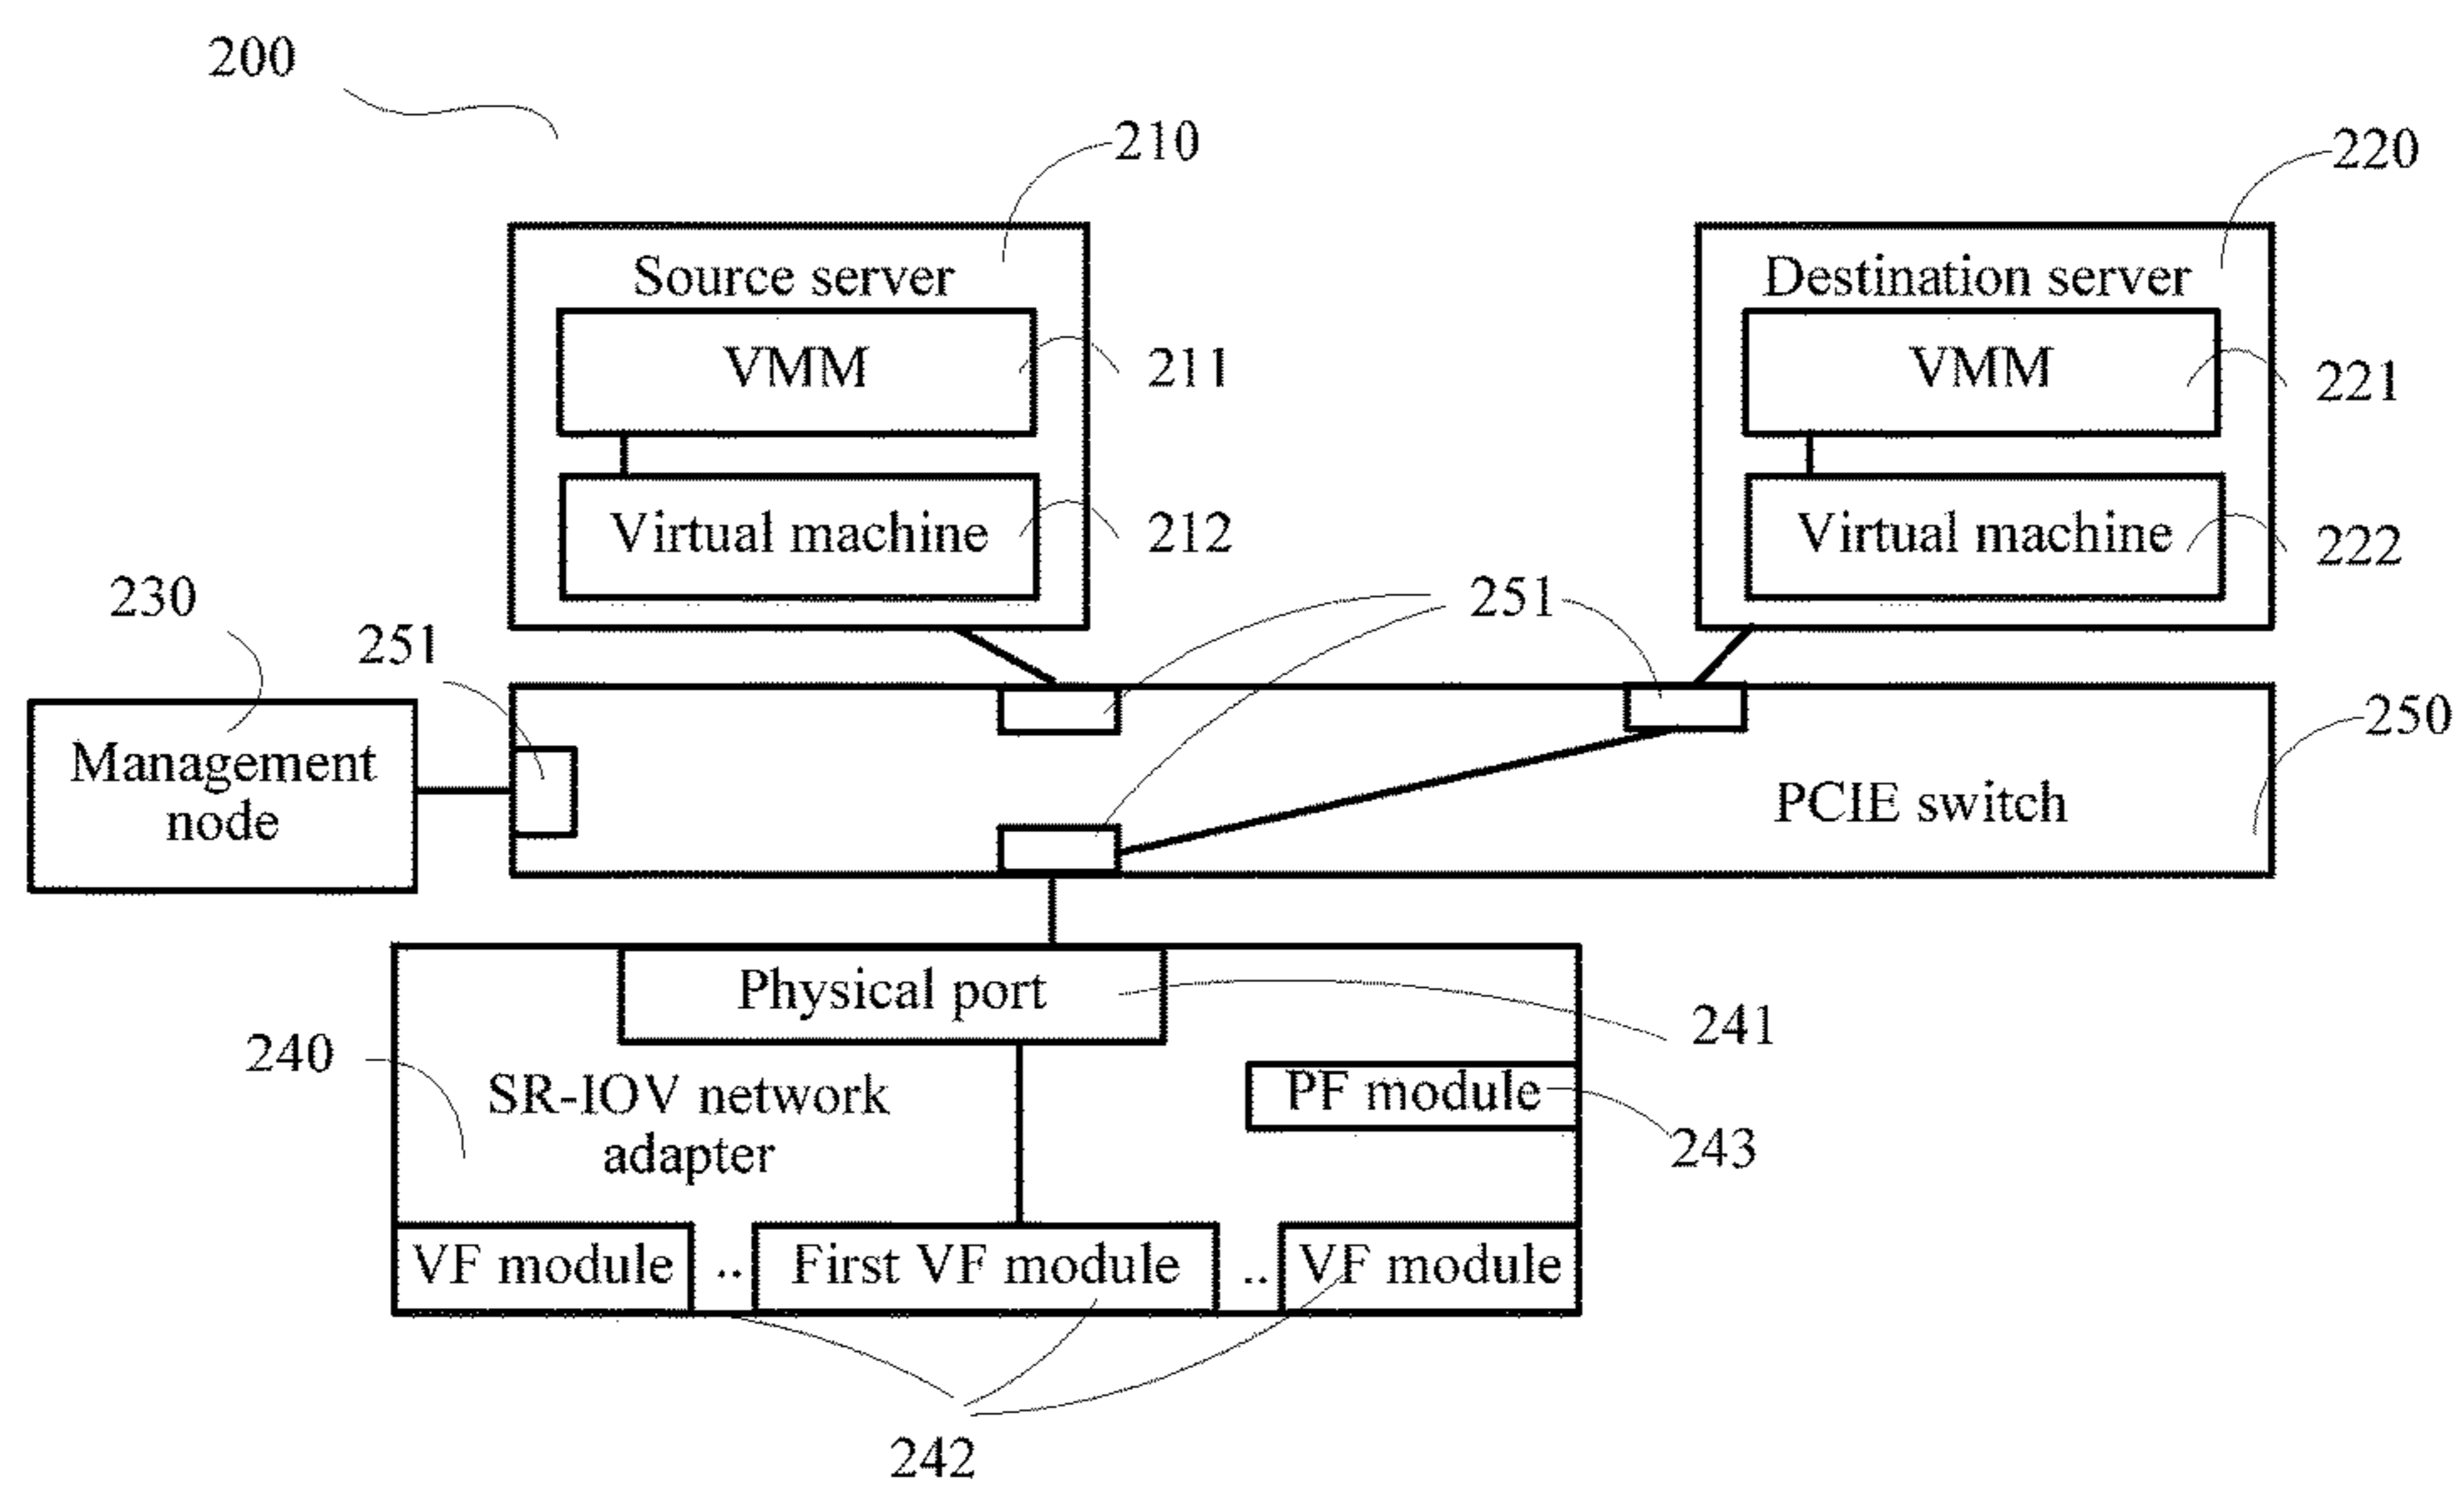 200
210
220
Source server
Destination server
VMM
211
VMM
221
Virtual machine
212
Virtual machine
222
230
251
251
Management
node
250
PCIE switch
Physical port
241
240
SR-IOV network
adapter
PF module
243
VF module
..
First VF module
..
VF module
242